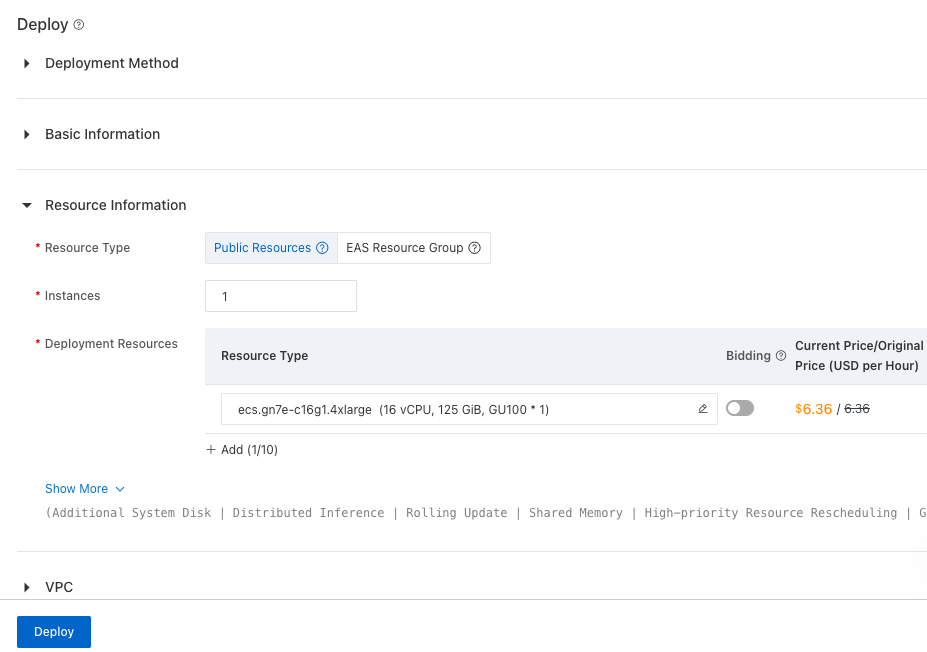 Deploy
Deployment Method
Basic Information
Resource Information
* Resource Type
Public Resources
EAS Resource Group
* Instances
1
* Deployment Resources
Resource Type
Bidding
Current Price/Original
Price (USD per Hour)
ecs.gn7e-c16g1.4xlarge (16 vCPU, 125 GiB, GU100 * 1)
$6.36 / 6.36
+ Add (1/10)
Show More
(Additional System Disk | Distributed Inference | Rolling Update | Shared Memory | High-priority Resource Rescheduling | G
VPC
Deploy